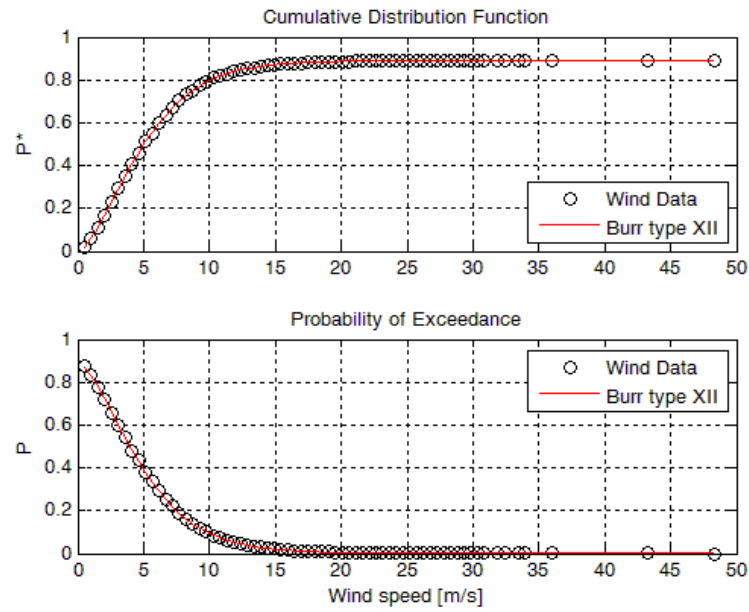 Cumulative Distribution Function
1
0.8
0.6
0.4
0.2
0
P*
Wind Data
Burr type XII
0 5 10 15 20 25 30 35 40 45 50
Probability of Exceedance
1
0.8
0.6
0.4
0.2
0
P
Wind Data
Burr type XII
0 5 10 15 20 25 30 35 40 45 50
Wind speed [m/s]